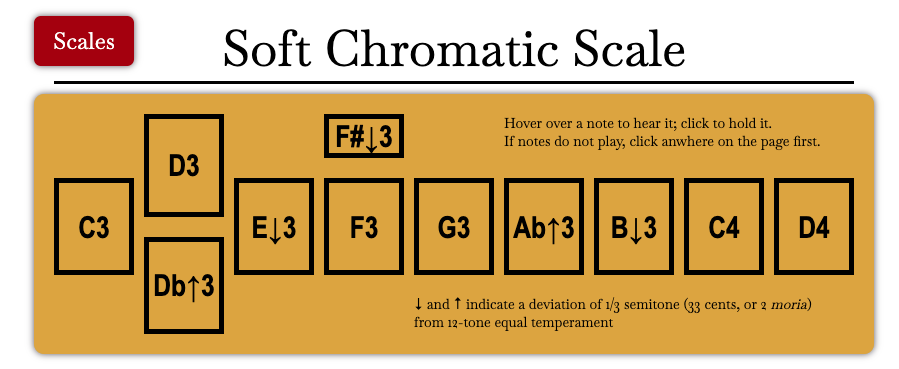 Scales
Soft Chromatic Scale
Hover over a note to hear it; click to hold it.
If notes do not play, click anwhere on the page first.
F#↓3
D3
C3
E↓3
F3
G3
Ab↑3
B↓3
C4
D4
Db↑3
↓ and ↑ indicate a deviation of 1/3 semitone (33 cents, or 2 moria)
from 12-tone equal temperament